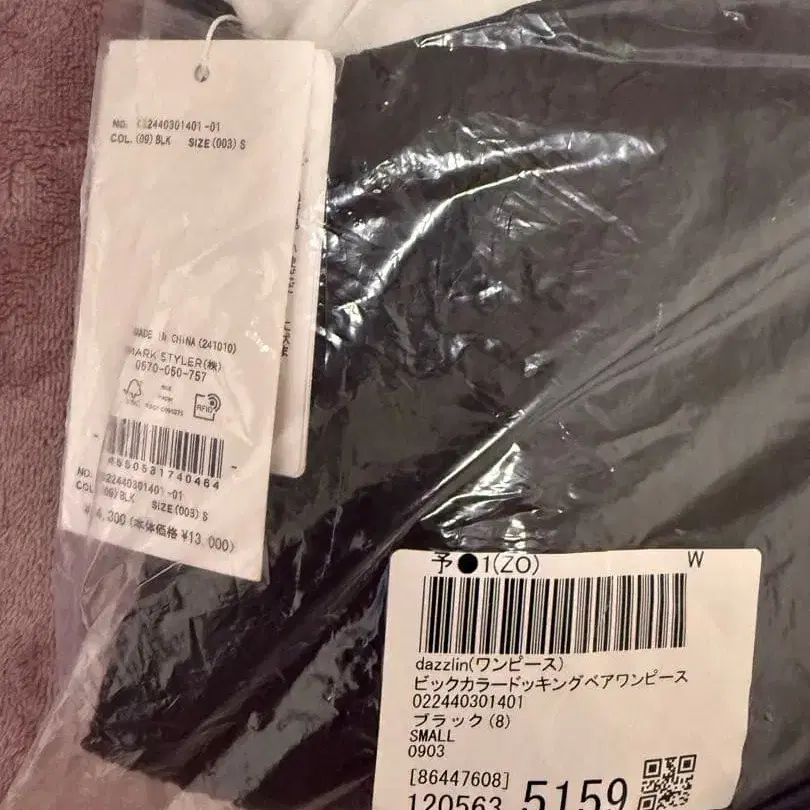 NO. 022440301401-01
COL.(09)BLK SIZE(003) S
MADE IN CHINA(241010)
MARK STYLER(株)
0570-050-757
MIX
FSC
RFID
4550581740464
NO. 022440301401-01
COL.(09)BLK SIZE(003) S
¥14,300(本体価格 ¥13,000)
予●1(ZO) W
dazzlin(ワンピース)
ビックカラードッキングベアワンピース
022440301401
ブラック(8)
SMALL
0903
[86447608]
120563 5159